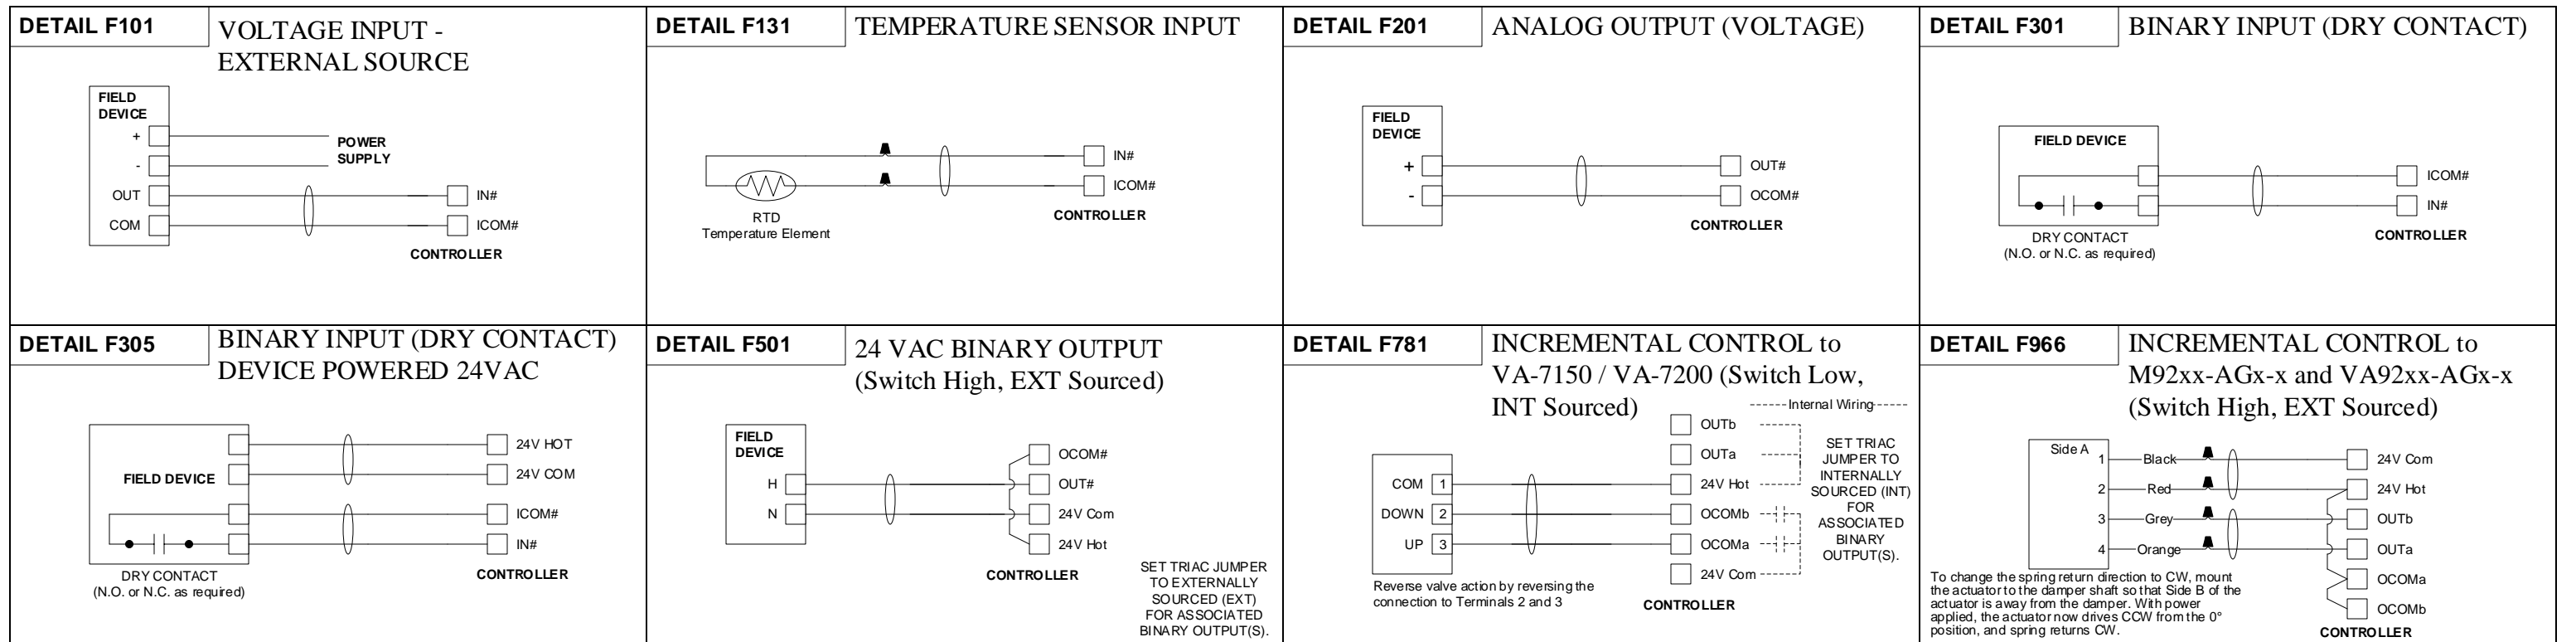 DETAIL F101
VOLTAGE INPUT -
EXTERNAL SOURCE
FIELD
DEVICE
+
-
OUT
COM
POWER
SUPPLY
IN#
ICOM#
CONTROLLER
DETAIL F131
TEMPERATURE SENSOR INPUT
IN#
ICOM#
RTD
Temperature Element
CONTROLLER
DETAIL F201
ANALOG OUTPUT (VOLTAGE)
FIELD
DEVICE
+
-
OUT#
OCOM#
CONTROLLER
DETAIL F301
BINARY INPUT (DRY CONTACT)
FIELD DEVICE
ICOM#
IN#
DRY CONTACT
(N.O. or N.C. as required)
CONTROLLER
DETAIL F305
BINARY INPUT (DRY CONTACT)
DEVICE POWERED 24VAC
FIELD DEVICE
24V HOT
24V COM
ICOM#
IN#
DRY CONTACT
(N.O. or N.C. as required)
CONTROLLER
DETAIL F501
24 VAC BINARY OUTPUT
(Switch High, EXT Sourced)
FIELD
DEVICE
H
N
OCOM#
OUT#
24V Com
24V Hot
CONTROLLER
SET TRIAC JUMPER
TO EXTERNALLY
SOURCED (EXT)
FOR ASSOCIATED
BINARY OUTPUT(S).
DETAIL F781
INCREMENTAL CONTROL to
VA-7150 / VA-7200 (Switch Low,
INT Sourced)
Internal Wiring
COM 1
DOWN 2
UP 3
OUTb
OUTa
24V Hot
OCOMb
OCOMa
24V Com
SET TRIAC
JUMPER TO
INTERNALLY
SOURCED (INT)
FOR
ASSOCIATED
BINARY
OUTPUT(S).
Reverse valve action by reversing the
connection to Terminals 2 and 3
CONTROLLER
DETAIL F966
INCREMENTAL CONTROL to
M92xx-AGx-x and VA92xx-AGx-x
(Switch High, EXT Sourced)
Side A
1 Black
2 Red
3 Grey
4 Orange
24V Com
24V Hot
OUTb
OUTa
OCOMa
OCOMb
To change the spring return direction to CW, mount
the actuator to the damper shaft so that Side B of the
actuator is away from the damper. With power
applied, the actuator now drives CCW from the 0°
position, and spring returns CW.
CONTROLLER